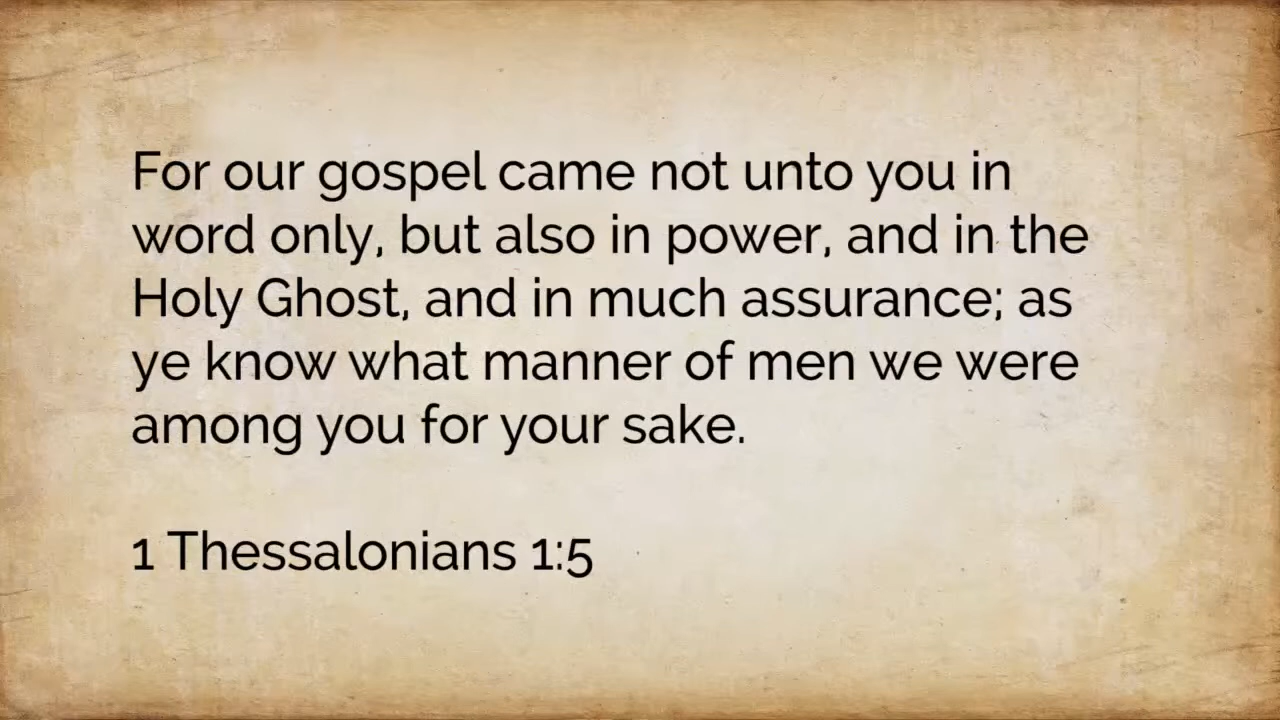 For our gospel came not unto you in
word only, but also in power, and in the
Holy Ghost, and in much assurance; as
ye know what manner of men we were
among you for your sake.
1 Thessalonians 1:5